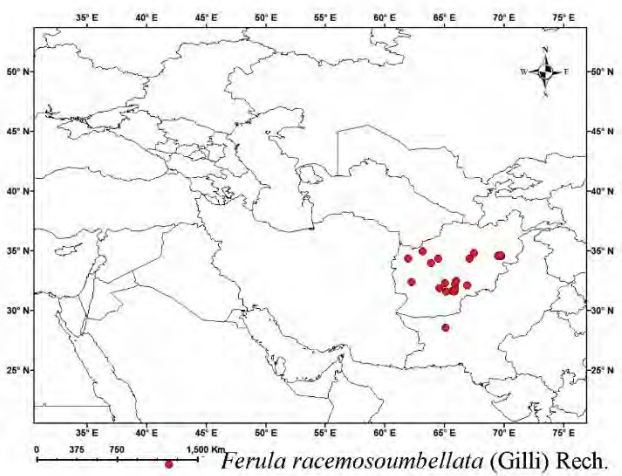 35° E 40° E 45° E 50° E 55° E 60° E 65° E 70° E 75° E
50° N 50° N
45° N 45° N
40° N 40° N
35° N 35° N
30° N 30° N
25° N 25° N
N
W E
S
35° E 40° E 45° E 50° E 55° E 60° E 65° E 70° E 75° E
0 375 750 1,500 Km
Ferula racemosoumbellata (Gilli) Rech.